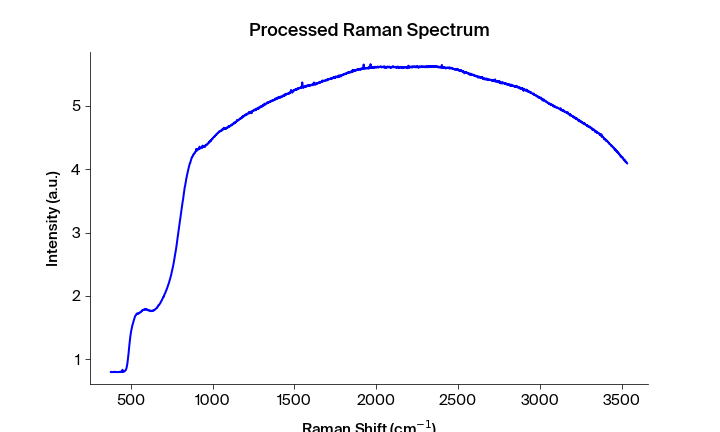 Processed Raman Spectrum
Intensity (a.u.)
5
4
3
2
1
500 1000 1500 2000 2500 3000 3500
Raman Shift (cm⁻¹)